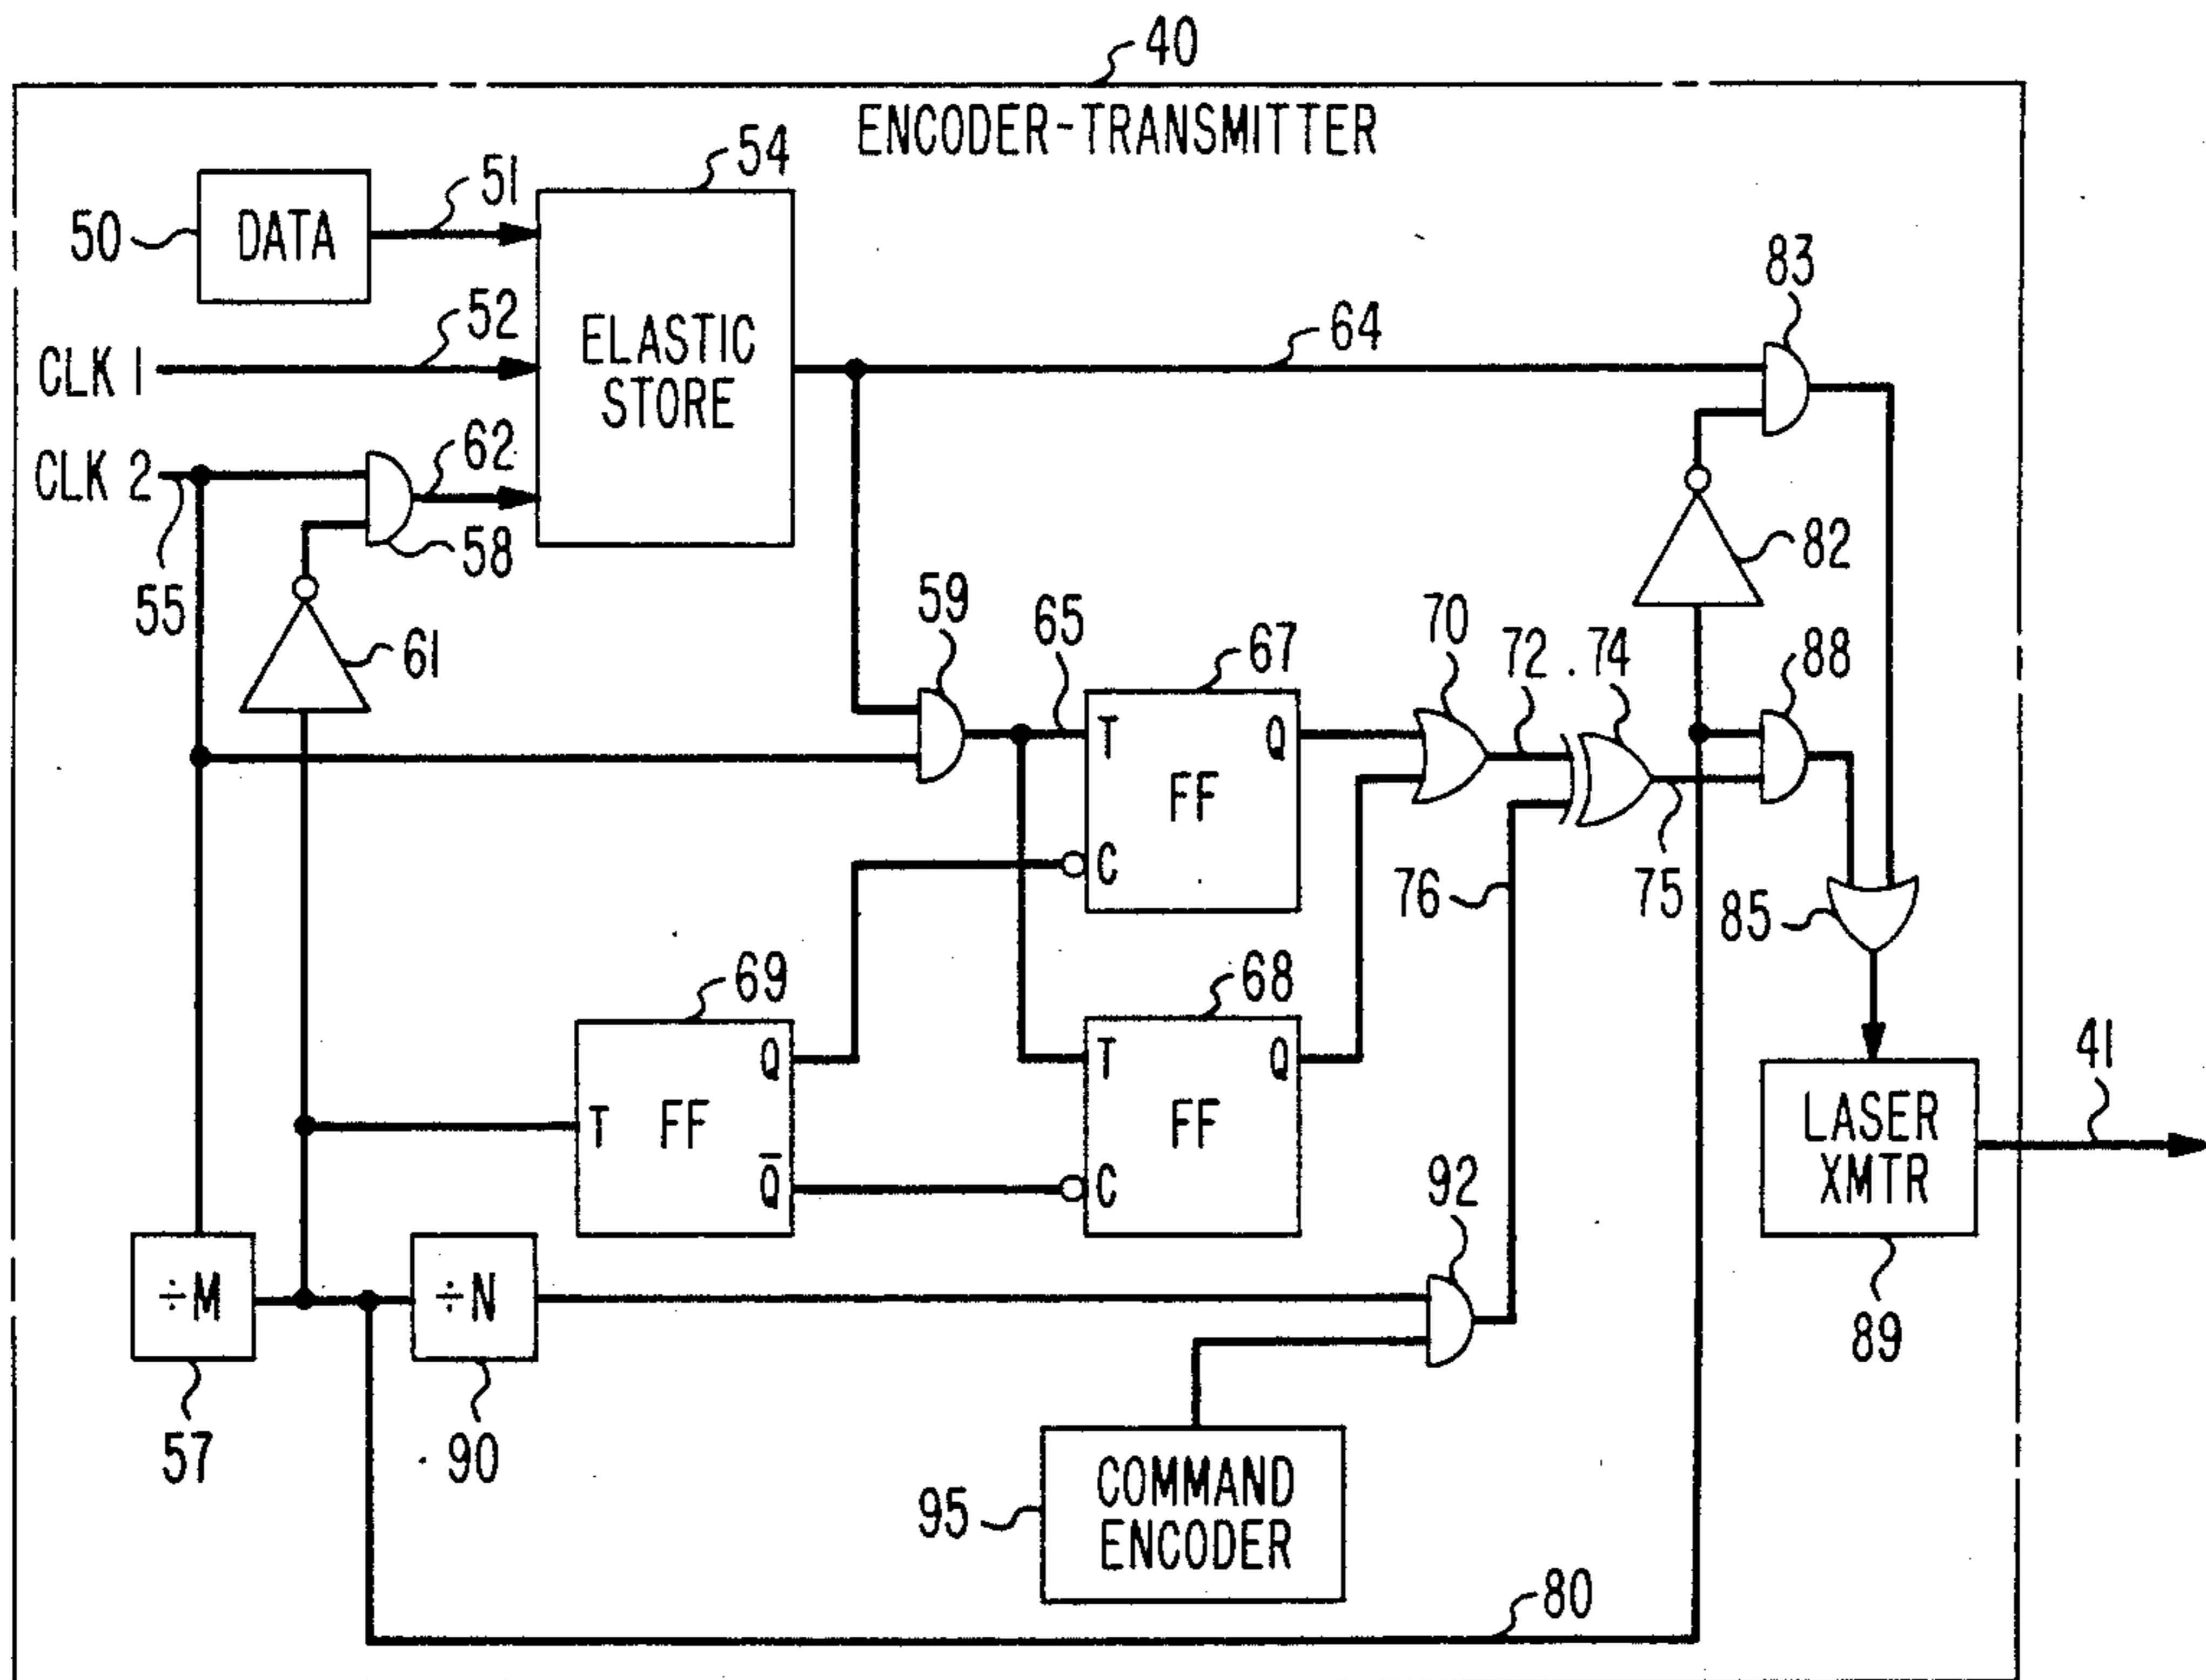 40
ENCODER-TRANSMITTER
50
DATA
51
54
CLK 1
52
ELASTIC
STORE
64
83
CLK 2
62
58
55
61
82
59
65
67
70
72
74
88
T
Q
FF
C
76
75
85
69
68
T
FF
Q
Q̅
T
Q
FF
C
LASER
XMTR
41
89
÷M
÷N
92
57
90
95
COMMAND
ENCODER
80